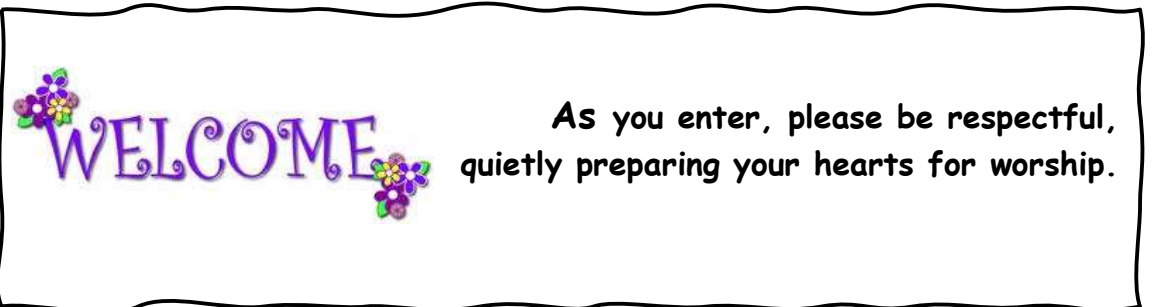 WELCOME
As you enter, please be respectful,
quietly preparing your hearts for worship.